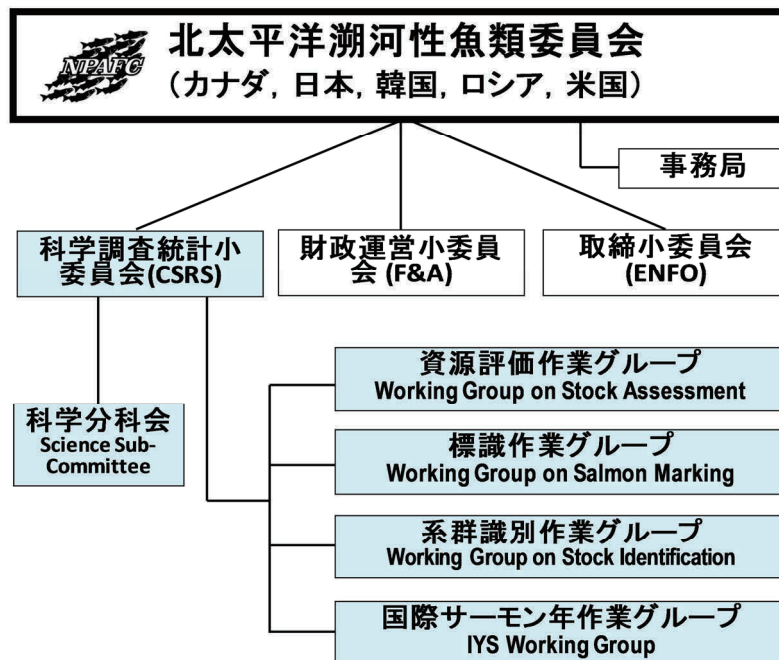 NPAFC
北太平洋溯河性魚類委員会
（カナダ，日本，韓国，ロシア，米国）
事務局
科学調査統計小
委員会(CSRS)
財政運営小委員
会 (F&A)
取締小委員会
(ENFO)
科学分科会
Science Sub-
Committee
資源評価作業グループ
Working Group on Stock Assessment
標識作業グループ
Working Group on Salmon Marking
系群識別作業グループ
Working Group on Stock Identification
国際サーモン年作業グループ
IYS Working Group